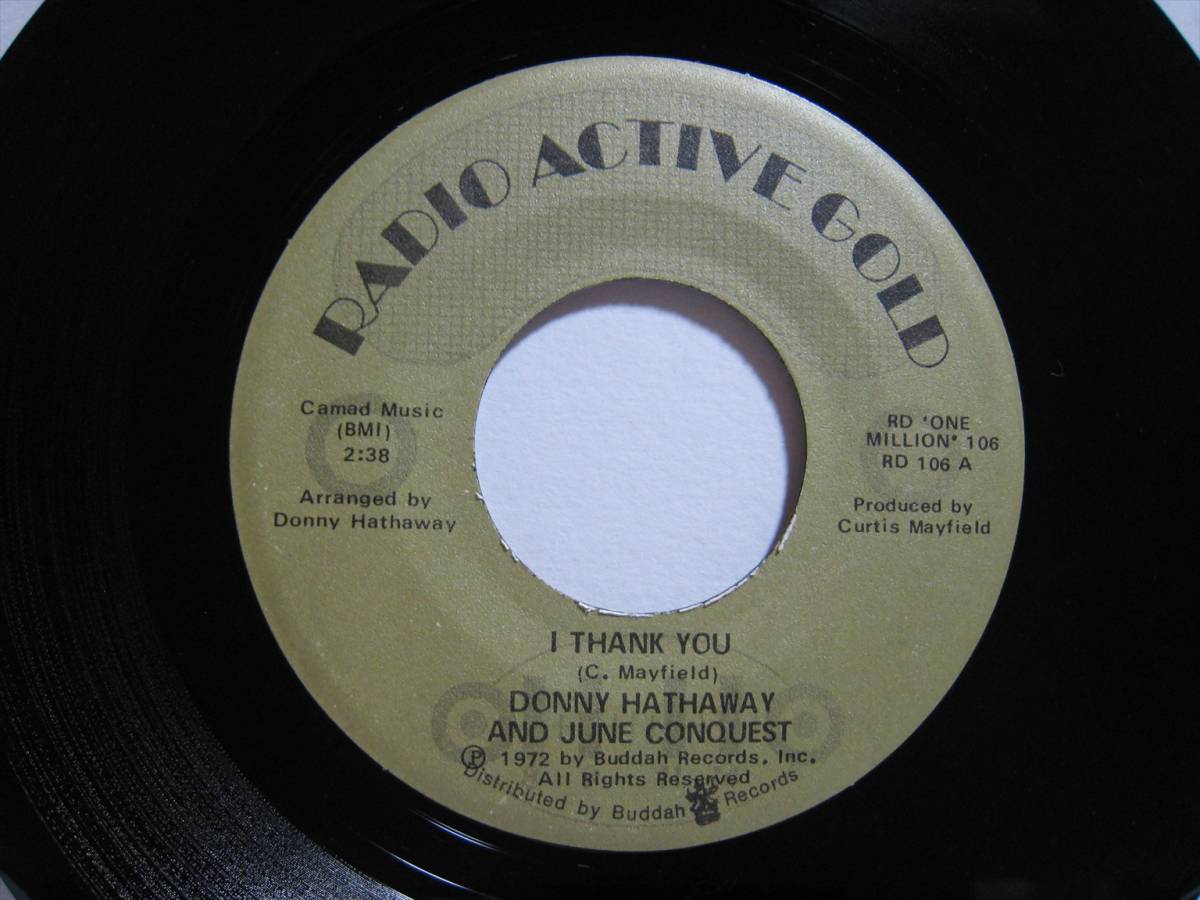 RADIO ACTIVE GOLD
Camad Music
(BMI)
2:38
Arranged by
Donny Hathaway
RD 'ONE
MILLION' 106
RD 106 A
Produced by
Curtis Mayfield
I THANK YOU
(C. Mayfield)
DONNY HATHAWAY
AND JUNE CONQUEST
Ⓟ 1972 by Buddah Records, Inc.
All Rights Reserved
Distributed by Buddah Records